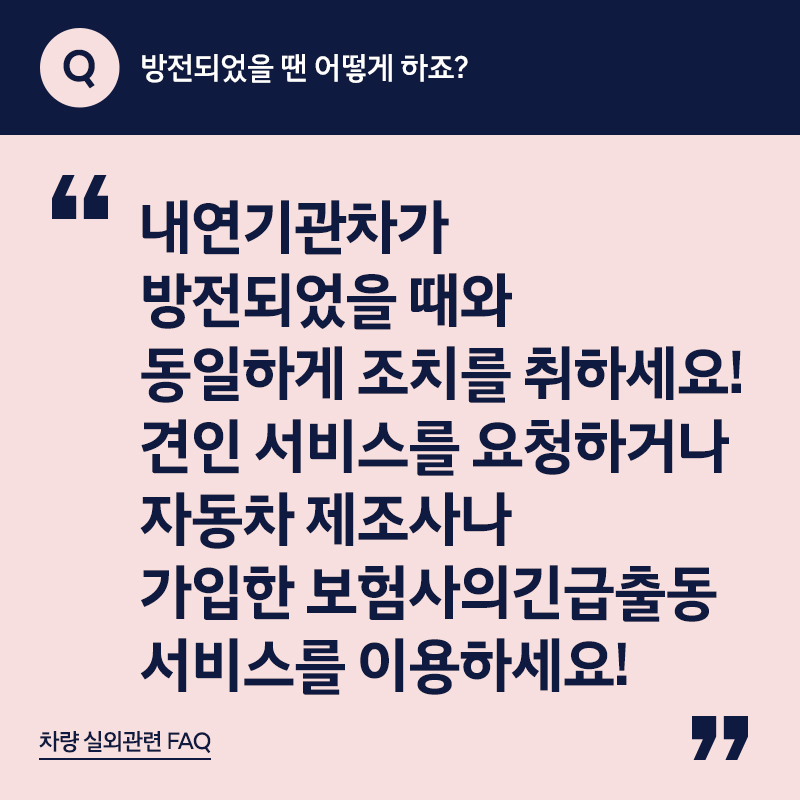 Q 방전되었을 땐 어떻게 하죠?
“
내연기관차가
방전되었을 때와
동일하게 조치를 취하세요!
견인 서비스를 요청하거나
자동차 제조사나
가입한 보험사의긴급출동
서비스를 이용하세요!
”
차량 실외관련 FAQ